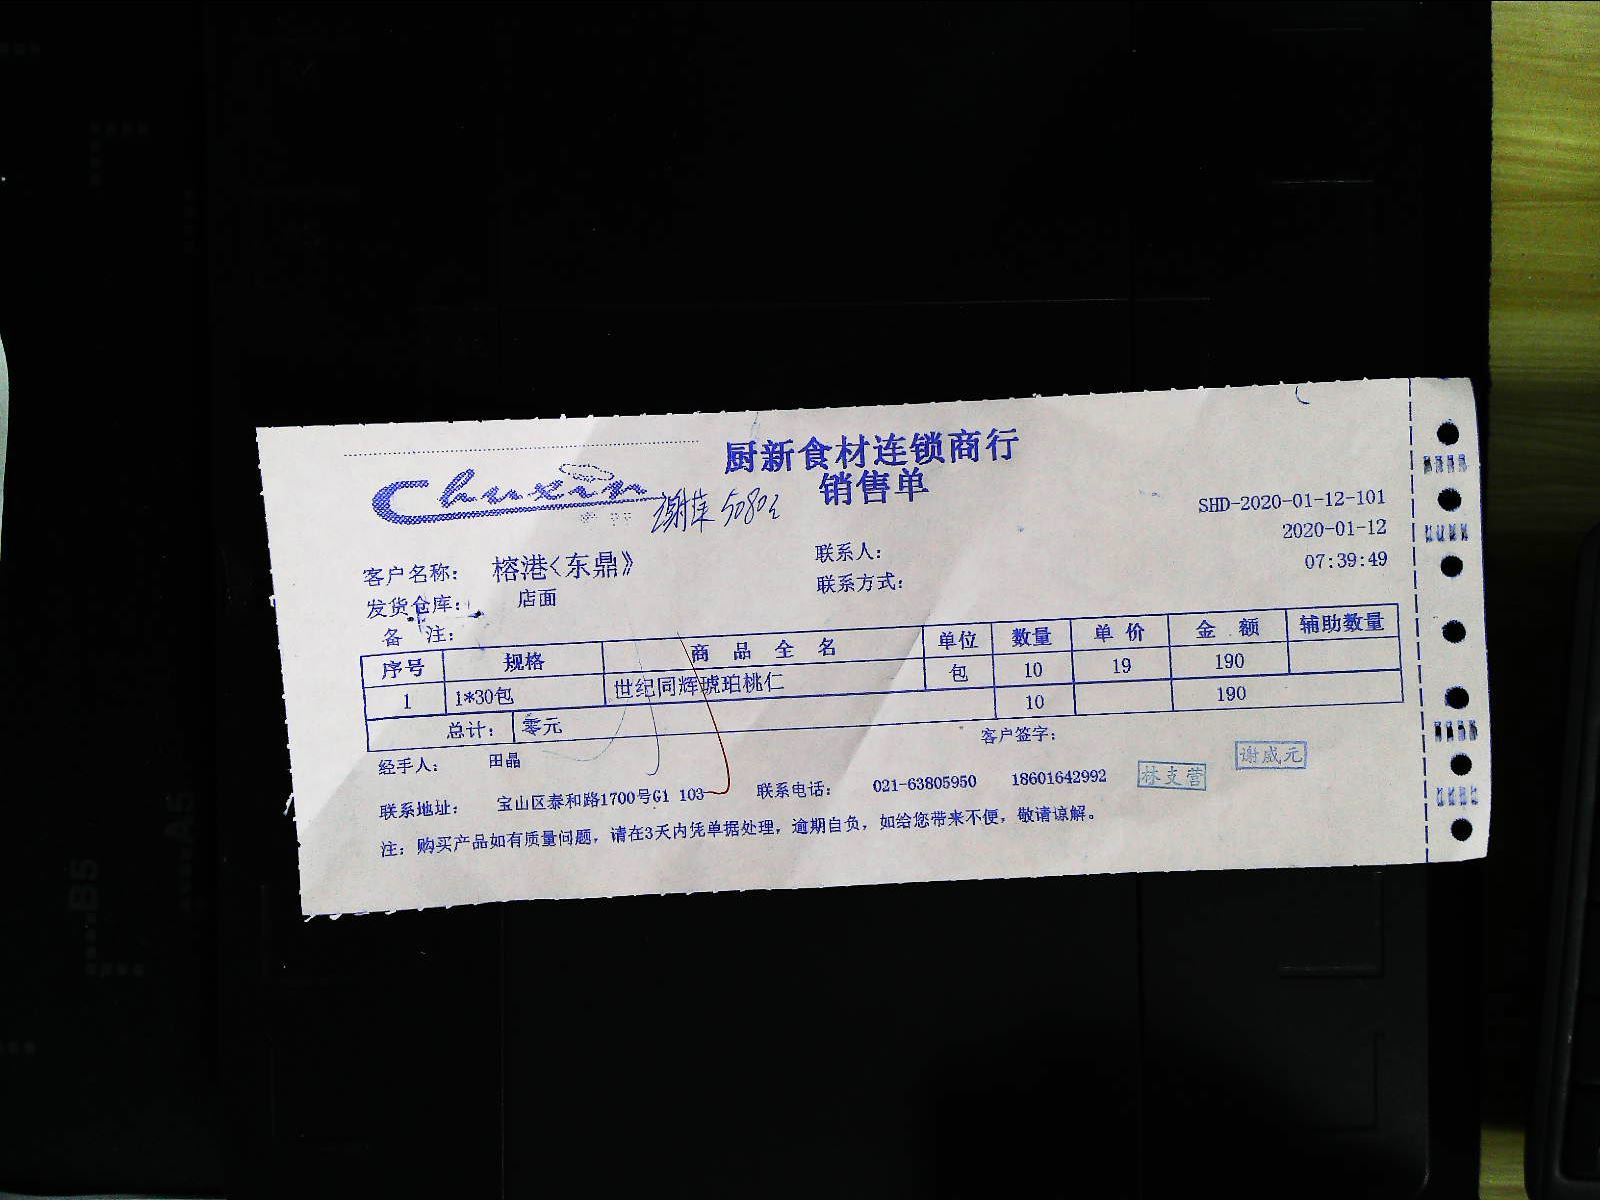 厨新食材连锁商行
Chuxin
销售单
SHD-2020-01-12-101
2020-01-12
07:39:49
客户名称： 榕港<东鼎》 联系人：
发货仓库： 店面 联系方式：
备 注：
序号 规格 商 品 全 名 单位 数量 单 价 金 额 辅助数量
1 1*30包 世纪同辉琥珀桃仁 包 10 19 190
总计： 零元 10 190
经手人： 田晶 客户签字：
联系地址： 宝山区泰和路1700号G1 103 联系电话： 021-63805950 18601642992 林支营 谢咸元
注：购买产品如有质量问题，请在3天内凭单据处理，逾期自负，如给您带来不便，敬请谅解。
B5
A5